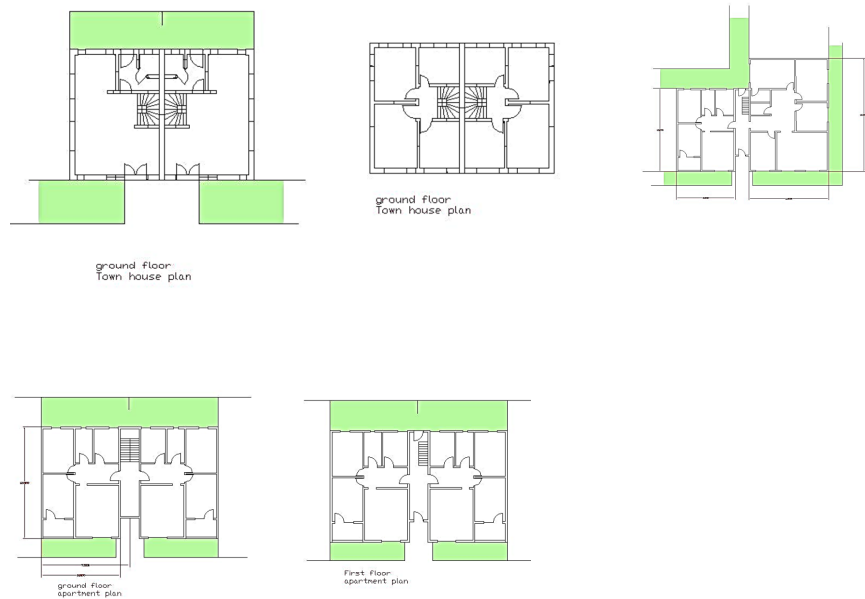 ground floor
Town house plan
ground floor
Town house plan
ground floor
apartment plan
First floor
apartment plan